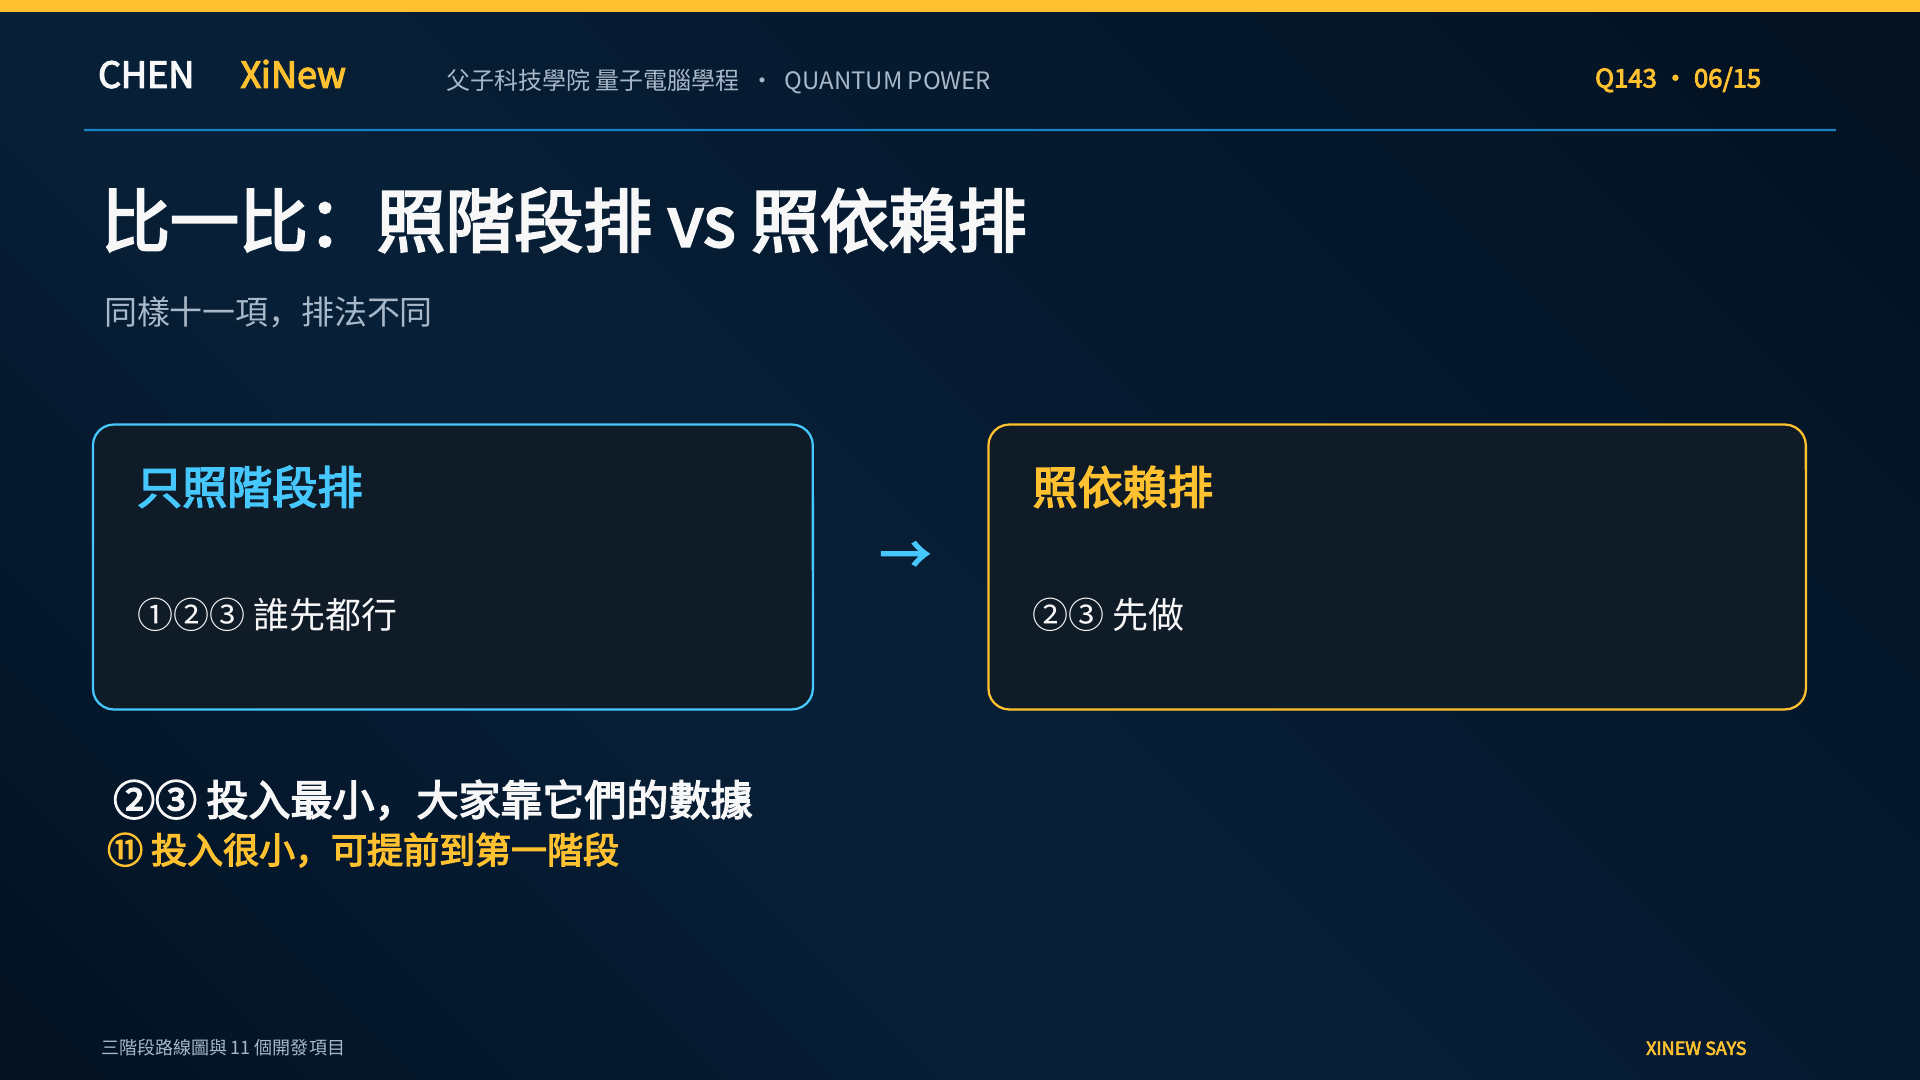 CHEN XiNew 父子科技學院 量子電腦學程 · QUANTUM POWER Q143 · 06/15
比一比：照階段排 vs 照依賴排
同樣十一項，排法不同
只照階段排
①②③ 誰先都行
→
照依賴排
②③ 先做
②③ 投入最小，大家靠它們的數據
⑪ 投入很小，可提前到第一階段
三階段路線圖與 11 個開發項目 XINEW SAYS